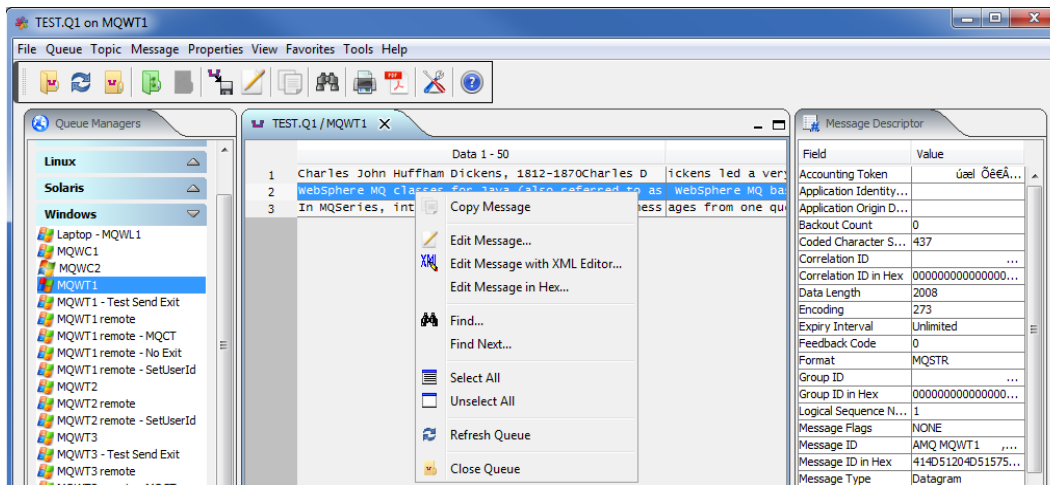 TEST.Q1 on MQWT1
File Queue Topic Message Properties View Favorites Tools Help
PDF
Queue Managers
Linux
Solaris
Windows
Laptop - MQWL1
MQWC1
MQWC2
MQWT1
MQWT1 - Test Send Exit
MQWT1 remote
MQWT1 remote - MQCT
MQWT1 remote - No Exit
MQWT1 remote - SetUserId
MQWT2
MQWT2 remote
MQWT2 remote - SetUserId
MQWT3
MQWT3 - Test Send Exit
MQWT3 remote
TEST.Q1 / MQWT1
Data 1 - 50
1 Charles John Huffham Dickens, 1812-1870Charles D ickens led a very
2 WebSphere MQ classes for Java (also referred to as WebSphere MQ ba
3 In MQSeries, int ess ages from one qu
Copy Message
Edit Message...
XML Edit Message with XML Editor...
Edit Message in Hex...
Find...
Find Next...
Select All
Unselect All
Refresh Queue
Close Queue
Message Descriptor
Field Value
Accounting Token úael ÕêЀÂ...
Application Identity...
Application Origin D...
Backout Count 0
Coded Character S... 437
Correlation ID ...
Correlation ID in Hex 000000000000000...
Data Length 2008
Encoding 273
Expiry Interval Unlimited
Feedback Code 0
Format MQSTR
Group ID ...
Group ID in Hex 000000000000000...
Logical Sequence N... 1
Message Flags NONE
Message ID AMQ MQWT1 ,...
Message ID in Hex 414D51204D51575...
Message Type Datagram